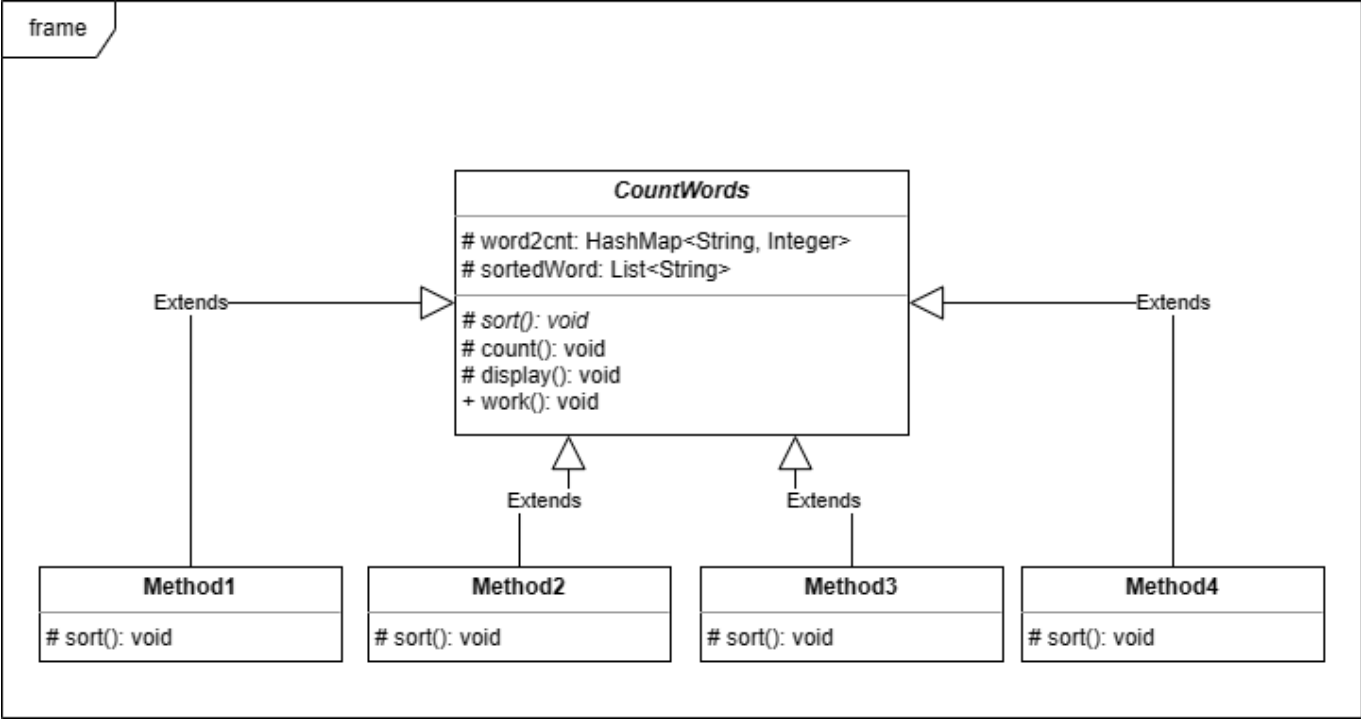 frame
CountWords
# word2cnt: HashMap<String, Integer>
# sortedWord: List<String>
# sort(): void
# count(): void
# display(): void
+ work(): void
Extends
Extends
Extends
Extends
Method1
# sort(): void
Method2
# sort(): void
Method3
# sort(): void
Method4
# sort(): void